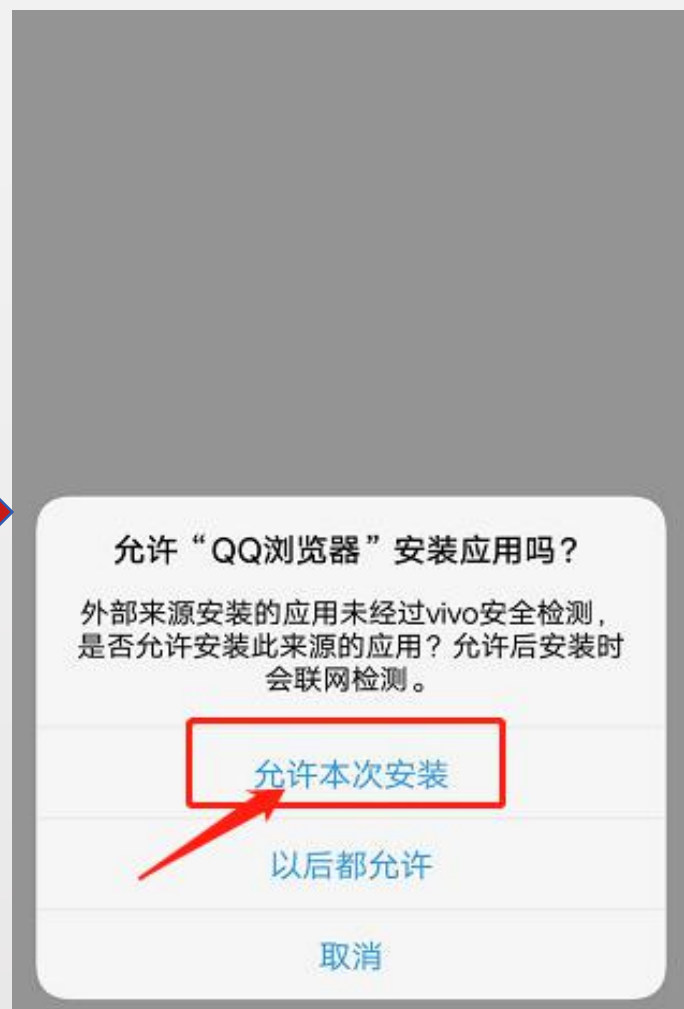 允许“QQ浏览器”安装应用吗？
外部来源安装的应用未经过vivo安全检测，
是否允许安装此来源的应用？允许后安装时
会联网检测。
允许本次安装
以后都允许
取消